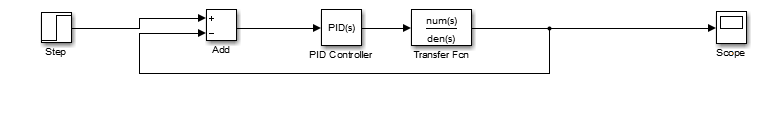 Step
+
−
Add
PID(s)
PID Controller
num(s)
den(s)
Transfer Fcn
Scope